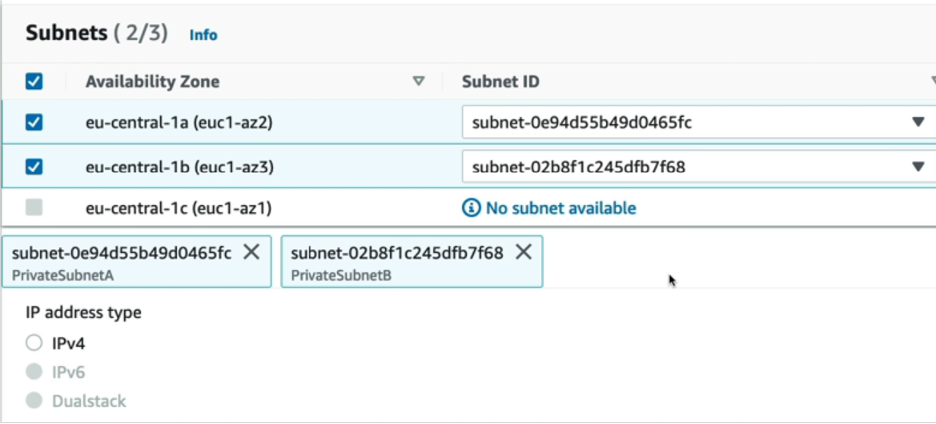 Subnets ( 2/3) Info
Availability Zone Subnet ID
eu-central-1a (euc1-az2) subnet-0e94d55b49d0465fc
eu-central-1b (euc1-az3) subnet-02b8f1c245dfb7f68
eu-central-1c (euc1-az1) No subnet available
subnet-0e94d55b49d0465fc subnet-02b8f1c245dfb7f68
PrivateSubnetA PrivateSubnetB
IP address type
IPv4
IPv6
Dualstack